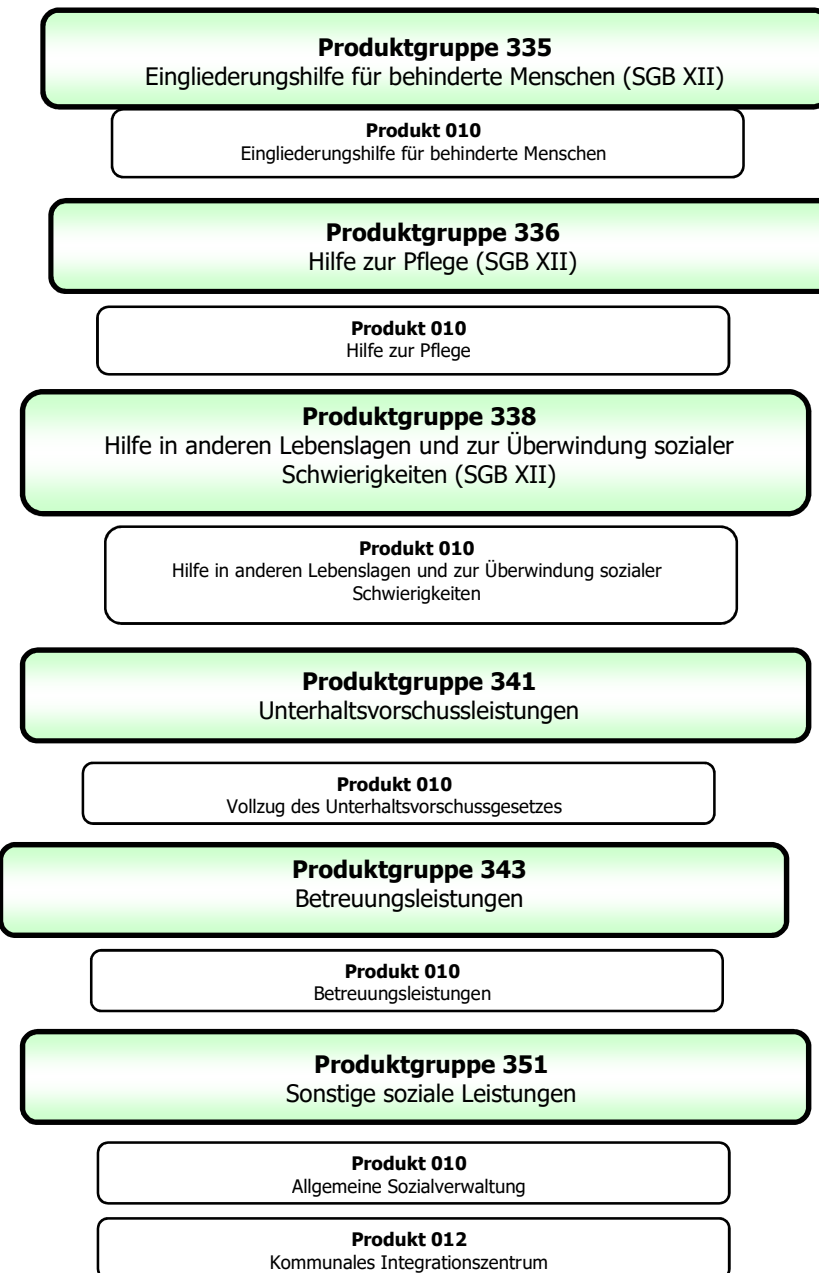 Produktgruppe 335
Eingliederungshilfe für behinderte Menschen (SGB XII)
Produkt 010
Eingliederungshilfe für behinderte Menschen
Produktgruppe 336
Hilfe zur Pflege (SGB XII)
Produkt 010
Hilfe zur Pflege
Produktgruppe 338
Hilfe in anderen Lebenslagen und zur Überwindung sozialer
Schwierigkeiten (SGB XII)
Produkt 010
Hilfe in anderen Lebenslagen und zur Überwindung sozialer
Schwierigkeiten
Produktgruppe 341
Unterhaltsvorschussleistungen
Produkt 010
Vollzug des Unterhaltsvorschussgesetzes
Produktgruppe 343
Betreuungsleistungen
Produkt 010
Betreuungsleistungen
Produktgruppe 351
Sonstige soziale Leistungen
Produkt 010
Allgemeine Sozialverwaltung
Produkt 012
Kommunales Integrationszentrum